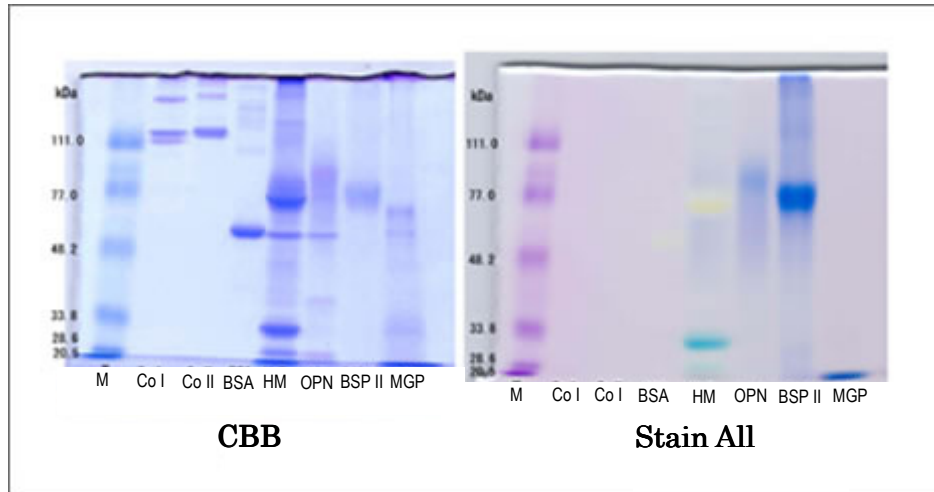 kDa
111. 0
77. 0
48. 2
33. 8
28. 6
20. 5
M Co I Co II BSA HM OPN BSP II MGP
CBB
kDa
111. 0
77. 0
48. 2
33. 8
28. 6
20. 5
M Co I Co I BSA HM OPN BSP II MGP
Stain All